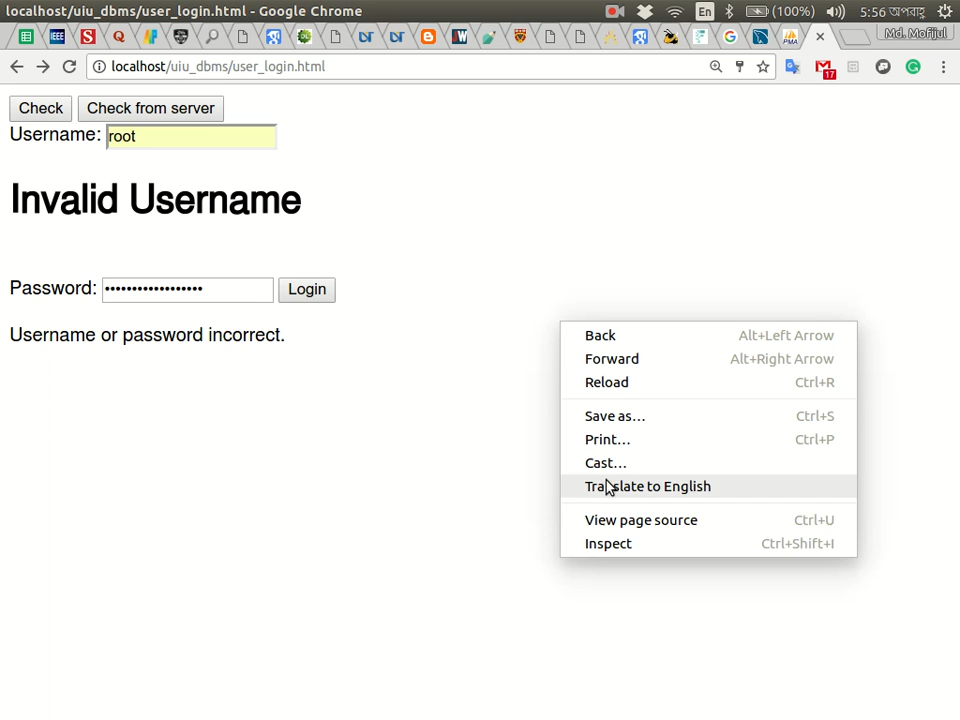 localhost/uiu_dbms/user_login.html - Google Chrome
En
(100%)
5:56 অপরাহ্ণ
Md. Mofijul
localhost/uiu_dbms/user_login.html
17
Check
Check from server
Username:
root
Invalid Username
Password:
••••••••••••••••••
Login
Username or password incorrect.
Back Alt+Left Arrow
Forward Alt+Right Arrow
Reload Ctrl+R
Save as... Ctrl+S
Print... Ctrl+P
Cast...
Translate to English
View page source Ctrl+U
Inspect Ctrl+Shift+I